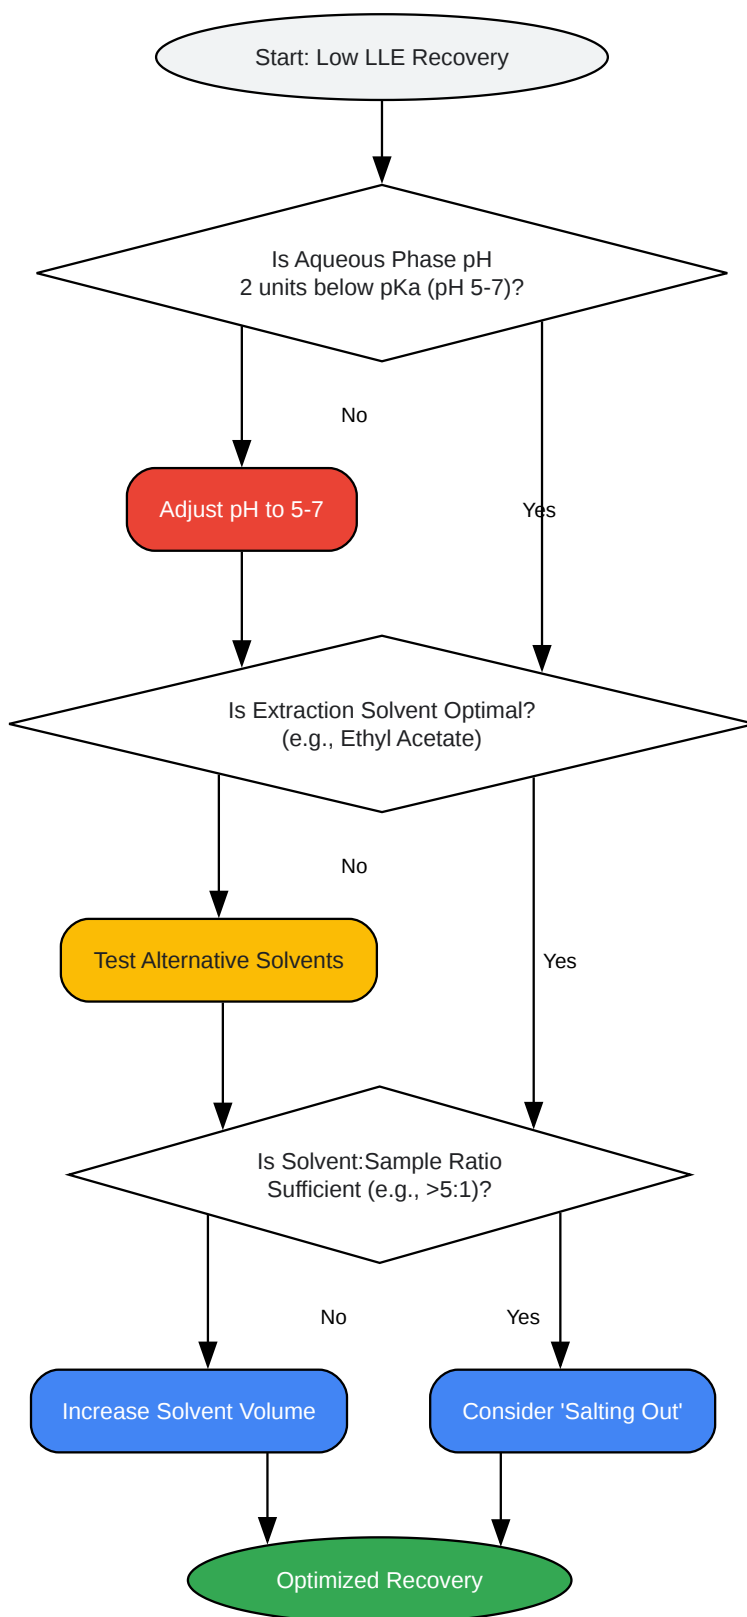 Start: Low LLE Recovery
Is Aqueous Phase pH
2 units below pKa (pH 5-7)?
No
Adjust pH to 5-7
Yes
Is Extraction Solvent Optimal?
(e.g., Ethyl Acetate)
No
Test Alternative Solvents
Yes
Is Solvent:Sample Ratio
Sufficient (e.g., >5:1)?
No
Yes
Increase Solvent Volume
Consider 'Salting Out'
Optimized Recovery